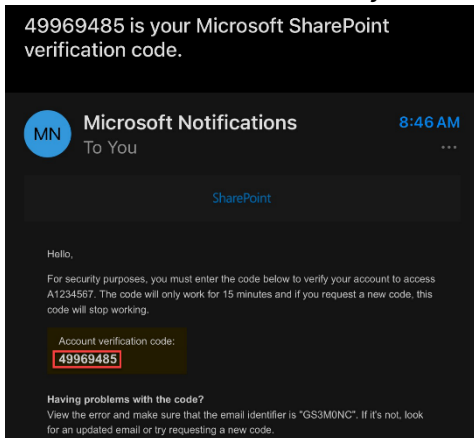 49969485 is your Microsoft SharePoint
verification code.
MN
Microsoft Notifications
8:46 AM
To You
...
SharePoint
Hello,
For security purposes, you must enter the code below to verify your account to access
A1234567. The code will only work for 15 minutes and if you request a new code, this
code will stop working.
Account verification code:
49969485
Having problems with the code?
View the error and make sure that the email identifier is "GS3M0NC". If it's not, look
for an updated email or try requesting a new code.